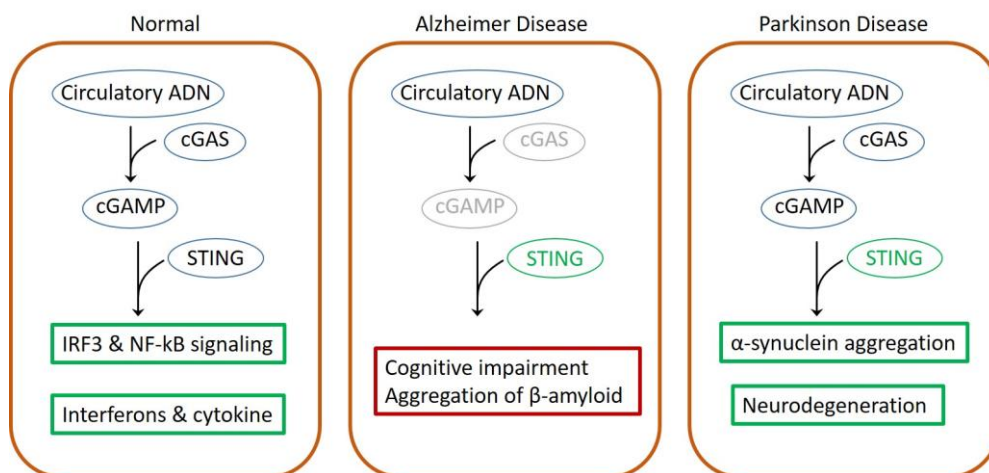 Normal
Circulatory ADN
cGAS
cGAMP
STING
IRF3 & NF-kB signaling
Interferons & cytokine
Alzheimer Disease
Circulatory ADN
cGAS
cGAMP
STING
Cognitive impairment
Aggregation of β-amyloid
Parkinson Disease
Circulatory ADN
cGAS
cGAMP
STING
α-synuclein aggregation
Neurodegeneration